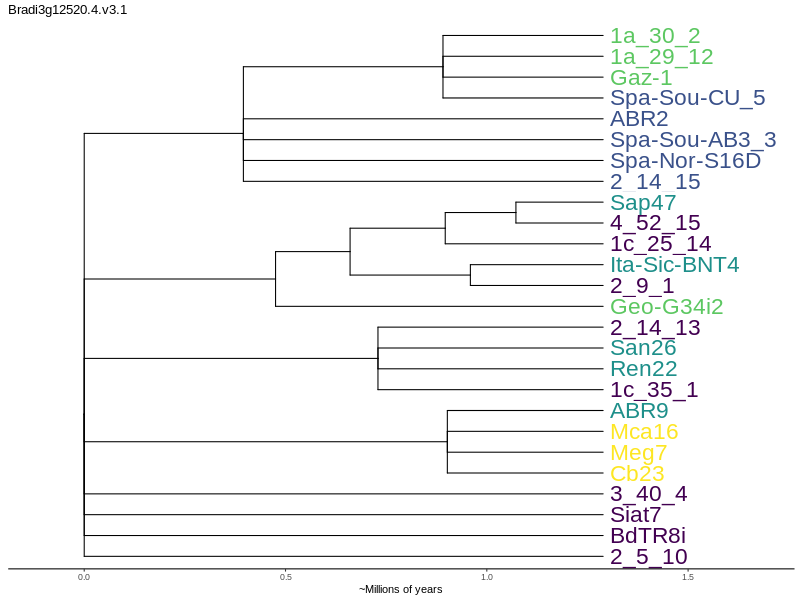 Bradi3g12520.4.v3.1
1a_30_2
1a_29_12
Gaz-1
Spa-Sou-CU_5
ABR2
Spa-Sou-AB3_3
Spa-Nor-S16D
2_14_15
Sap47
4_52_15
1c_25_14
Ita-Sic-BNT4
2_9_1
Geo-G34i2
2_14_13
San26
Ren22
1c_35_1
ABR9
Mca16
Meg7
Cb23
3_40_4
Siat7
BdTR8i
2_5_10
0.0 0.5 1.0 1.5
~Millions of years